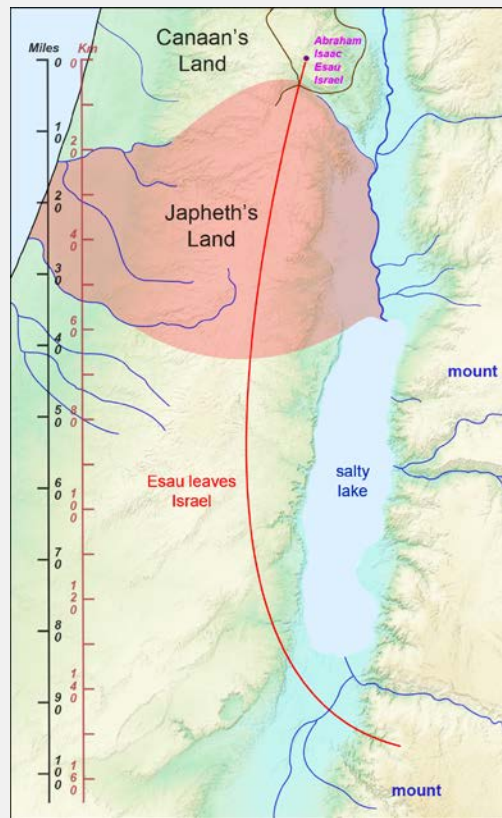 Miles
Km
0
10
20
30
40
50
60
70
80
90
100
0
20
40
60
80
100
120
140
160
Canaan's
Land
Abraham
Isaac
Esau
Israel
Japheth's
Land
mount
Esau leaves
Israel
salty
lake
mount